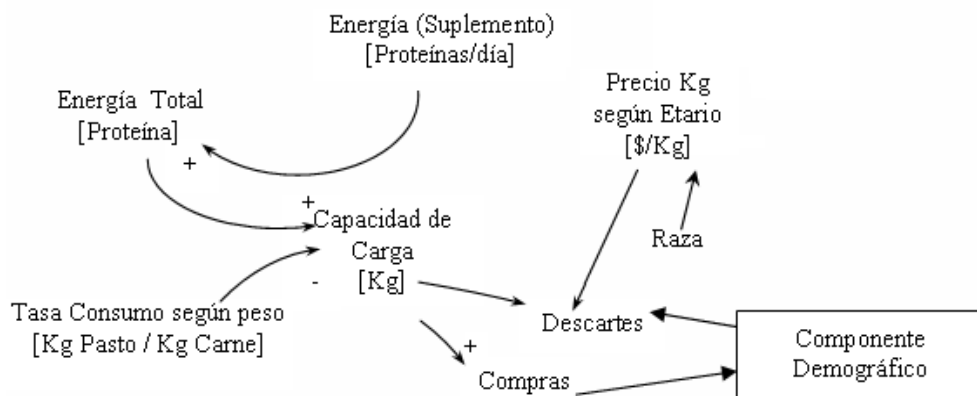 Energía (Suplemento)
[Proteínas/día]
Energía Total
[Proteína]
+
Precio Kg
según Etario
[$/Kg]
+
Capacidad de
Carga
[Kg]
-
Raza
Tasa Consumo según peso
[Kg Pasto / Kg Carne]
Descartes
+
Compras
Componente
Demográfico